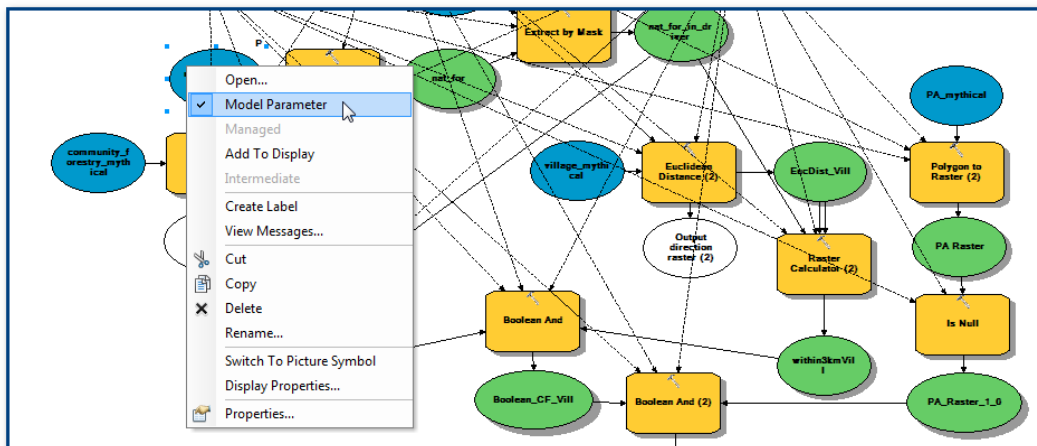 Extract by Mask
nat_for_in_dr
iver
P
nat_for
Open...
Model Parameter
Managed
Add To Display
Intermediate
Create Label
View Messages...
Cut
Copy
Delete
Rename...
Switch To Picture Symbol
Display Properties...
Properties...
community_f
orestry_myth
ical
village_myth
ical
Euclidean
Distance (2)
EucDist_Vill
PA_mythical
Polygon to
Raster (2)
Output
direction
raster (2)
Raster
Calculator (2)
PA Raster
Boolean And
Is Null
within3kmVil
l
Boolean_CF_Vill
Boolean And (2)
PA_Raster_1_0